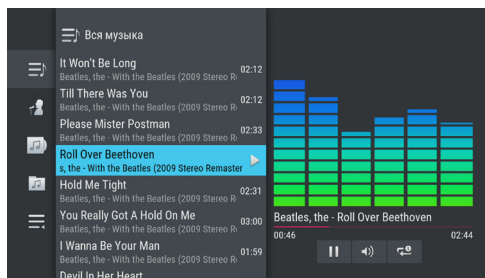 Вся музыка
It Won't Be Long
02:12
Beatles, the - With the Beatles (2009 Stereo R
Till There Was You
02:12
Beatles, the - With the Beatles (2009 Stereo R
Please Mister Postman
02:33
Beatles, the - With the Beatles (2009 Stereo R
Roll Over Beethoven
s, the - With the Beatles (2009 Stereo Remaster
Hold Me Tight
02:31
Beatles, the - With the Beatles (2009 Stereo R
You Really Got A Hold On Me
03:00
Beatles, the - With the Beatles (2009 Stereo R
I Wanna Be Your Man
01:59
Beatles, the - With the Beatles (2009 Stereo R
Devil In Her Heart
Beatles, the - Roll Over Beethoven
00:46
02:44